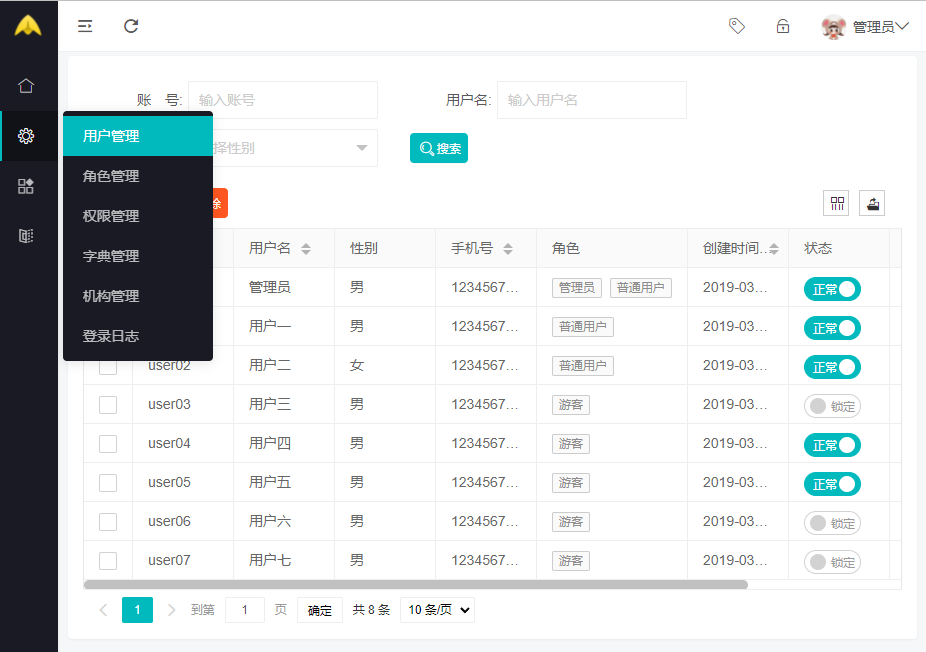 管理员
账 号: 输入账号 用户名: 输入用户名
择性别 搜索
用户管理
角色管理
权限管理
字典管理
机构管理
登录日志
除
用户名 性别 手机号 角色 创建时间... 状态
管理员 男 1234567... 管理员 普通用户 2019-03... 正常
用户一 男 1234567... 普通用户 2019-03... 正常
user02 用户二 女 1234567... 普通用户 2019-03... 正常
user03 用户三 男 1234567... 游客 2019-03... 锁定
user04 用户四 男 1234567... 游客 2019-03... 正常
user05 用户五 男 1234567... 游客 2019-03... 正常
user06 用户六 男 1234567... 游客 2019-03... 锁定
user07 用户七 男 1234567... 游客 2019-03... 锁定
1 到第 1 页 确定 共 8 条 10 条/页